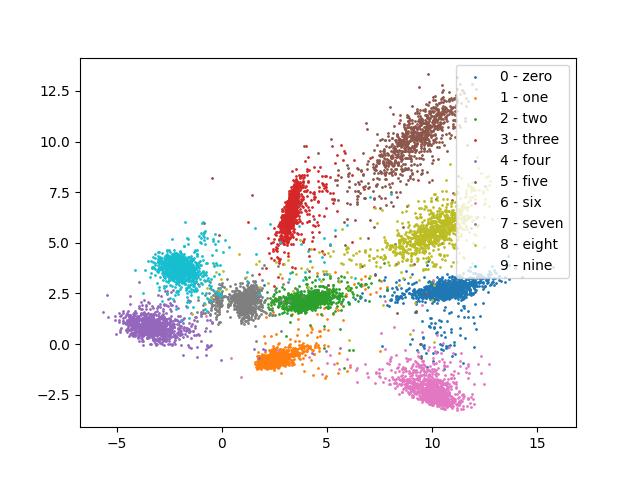 12.5
10.0
7.5
5.0
2.5
0.0
−2.5
−5
0
5
10
15
0 - zero
1 - one
2 - two
3 - three
4 - four
5 - five
6 - six
7 - seven
8 - eight
9 - nine